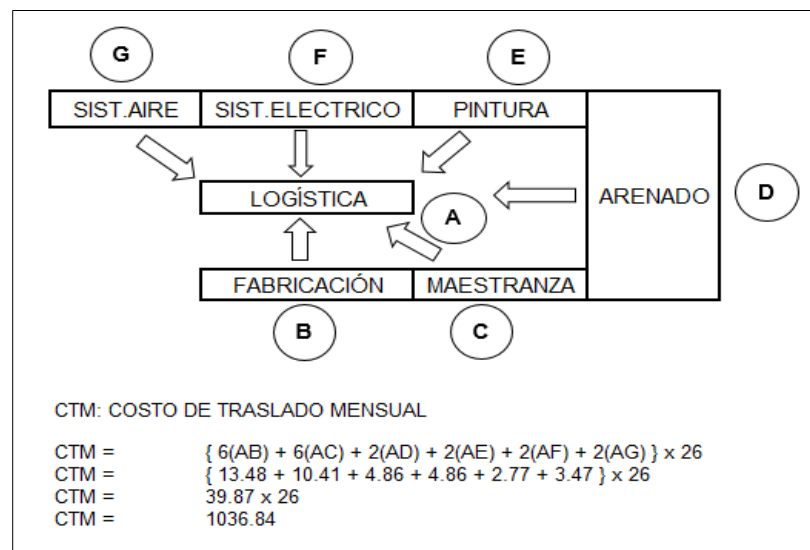 G F E
SIST.AIRE SIST.ELECTRICO PINTURA
LOGÍSTICA ARENADO D
A
FABRICACIÓN MAESTRANZA
B C
CTM: COSTO DE TRASLADO MENSUAL
CTM = { 6(AB) + 6(AC) + 2(AD) + 2(AE) + 2(AF) + 2(AG) } x 26
CTM = { 13.48 + 10.41 + 4.86 + 4.86 + 2.77 + 3.47 } x 26
CTM = 39.87 x 26
CTM = 1036.84